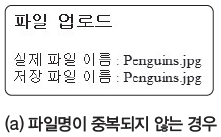 파일 업로드
실제 파일 이름 : Penguins.jpg
저장 파일 이름 : Penguins.jpg
(a) 파일명이 중복되지 않는 경우